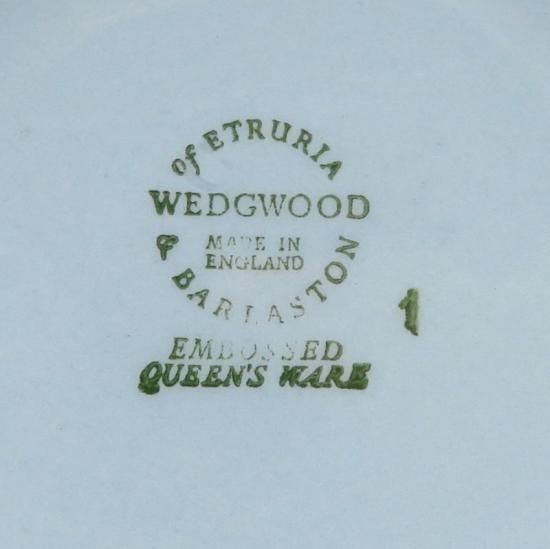 of ETRURIA
WEDGWOOD
MADE IN
ENGLAND
& BARLASTON
EMBOSSED
QUEEN'S WARE
1